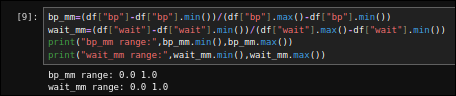 [9]: bp_mm=(df["bp"]-df["bp"].min())/(df["bp"].max()-df["bp"].min())
wait_mm=(df["wait"]-df["wait"].min())/(df["wait"].max()-df["wait"].min())
print("bp_mm range:",bp_mm.min(),bp_mm.max())
print("wait_mm range:",wait_mm.min(),wait_mm.max())
bp_mm range: 0.0 1.0
wait_mm range: 0.0 1.0